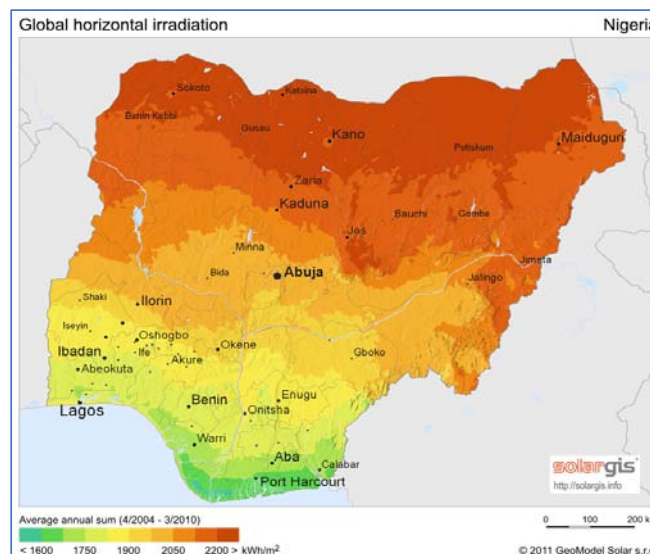 Global horizontal irradiation
Nigeria
Sokoto
Katsina
Birnin Kebbi
Gusau
Kano
Potiskum
Maiduguri
Zaria
Kaduna
Bauchi
Gombe
Jos
Minna
Bida
Abuja
Jimeta
Jalingo
Shaki
Ilorin
Iseyin
Oshogbo
Ibadan
Ife
Akure
Okene
Gboko
Abeokuta
Lagos
Benin
Onitsha
Enugu
Warri
Aba
Calabar
Port Harcourt
solargis
http://solargis.info
Average annual sum (4/2004 - 3/2010)
< 1600 1750 1900 2050 2200 > kWh/m²
0 100 200 k
© 2011 GeoModel Solar s.r.o